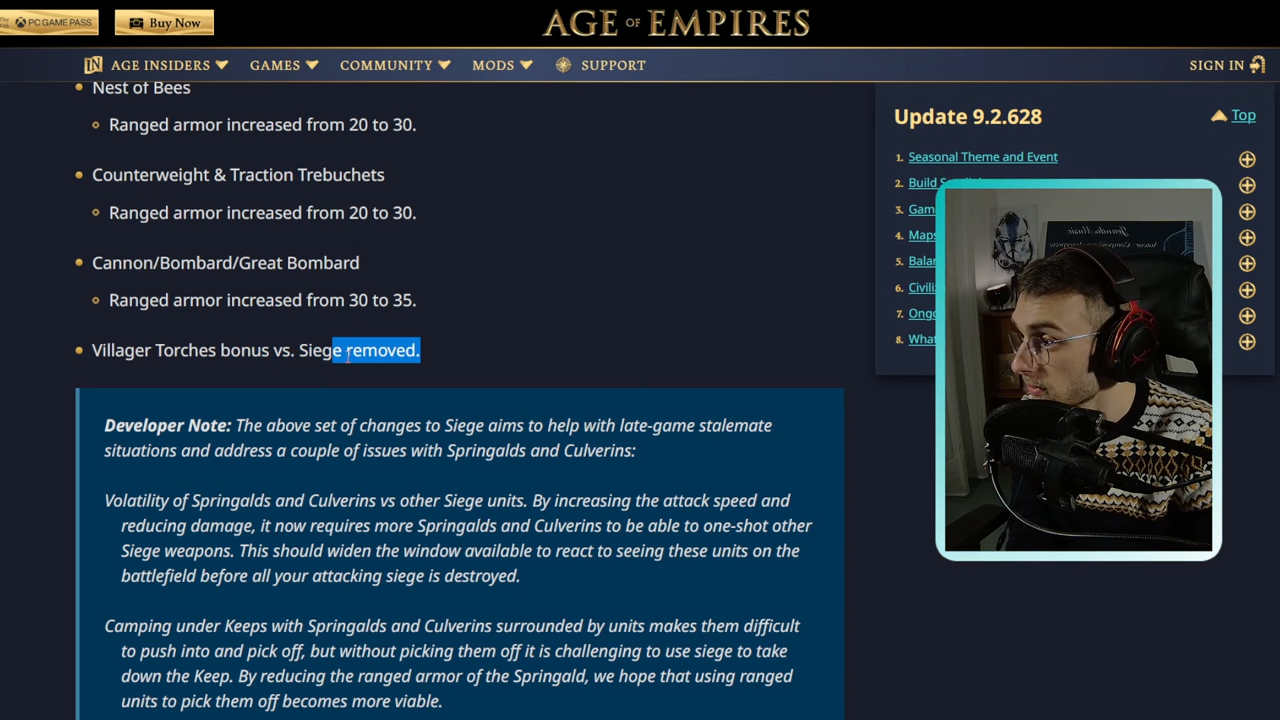 PC GAME PASS
Buy Now
AGE OF EMPIRES
AGE INSIDERS
GAMES
COMMUNITY
MODS
SUPPORT
SIGN IN
Nest of Bees
Ranged armor increased from 20 to 30.
Counterweight & Traction Trebuchets
Ranged armor increased from 20 to 30.
Cannon/Bombard/Great Bombard
Ranged armor increased from 30 to 35.
Villager Torches bonus vs. Siege removed.
Developer Note: The above set of changes to Siege aims to help with late-game stalemate
situations and address a couple of issues with Springalds and Culverins:
Volatility of Springalds and Culverins vs other Siege units. By increasing the attack speed and
reducing damage, it now requires more Springalds and Culverins to be able to one-shot other
Siege weapons. This should widen the window available to react to seeing these units on the
battlefield before all your attacking siege is destroyed.
Camping under Keeps with Springalds and Culverins surrounded by units makes them difficult
to push into and pick off, but without picking them off it is challenging to use siege to take
down the Keep. By reducing the ranged armor of the Springald, we hope that using ranged
units to pick them off becomes more viable.
Update 9.2.628
Top
1. Seasonal Theme and Event
2. Build
3. Gam
4. Maps
5. Balan
6. Civili
7. Ongo
8. What